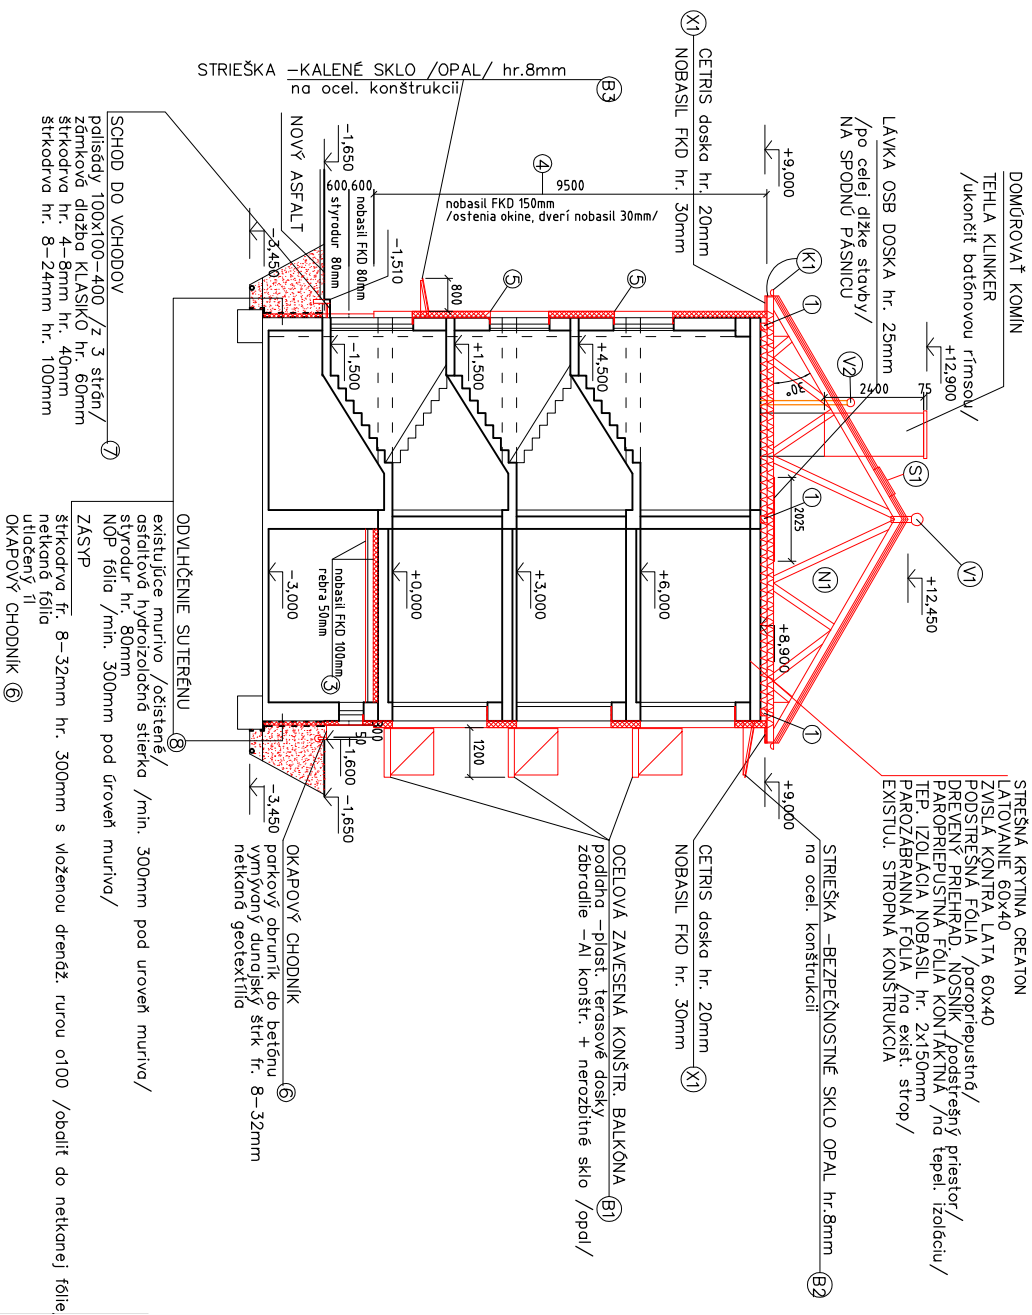 DOMÚROVAŤ KOMÍN
TEHLA KLINKER
/ukončiť batónovou rímsou/
+12,900
LÁVKA OSB DOSKA hr. 25mm
/po celej dlžke stavby/
NA SPODNÚ PÁSNICU
+9,000
CETRIS doska hr. 20mm
NOBASIL FKD hr. 30mm
X1
B3
STRIEŠKA –KALENÉ SKLO /OPAL/ hr.8mm
na ocel. konštrukcii
4
9500
nobasil FKD 150mm
/ostenia okine, dverí nobasil 30mm/
600
600
nobasil FKD 80mm
styrodur 80mm
–1,650
NOVÝ ASFALT
–3,450
–1,510
800
5
5
K1
1
V2
2400
75
30°
S1
1
2025
V1
N1
+12,450
+8,900
1
–1,500
+1,500
+4,500
–3,000
+0,000
+3,000
+6,000
nobasil FKD 100mm
rebra 50mm
3
1200
50
–1,600
–1,650
–3,450
+9,000
SCHOD DO VCHODOV
palisády 100x100–400 /z 3 strán/
zámková dlažba KLASIKO hr. 60mm
štrkodrva hr. 4–8mm hr. 40mm
štrkodrva hr. 8–24mm hr. 100mm
7
ODVLHČENIE SUTERÉNU
existujúce murivo /očistené/
asfaltová hydroizolačná stierka /min. 300mm pod uroveň muriva/
styrodur hr. 80mm
NOP fólia /min. 300mm pod úroveň muriva/
8
ZÁSYP
štrkodrva fr. 8–32mm hr. 300mm s vloženou drenáž. rurou o100 /obaliť do netkanej fólie
netkaná fólia
utlačený íl
OKAPOVÝ CHODNÍK 6
OKAPOVÝ CHODNÍK
parkový obruník do betónu
vymývaný dunajský štrk fr. 8–32mm
netkaná geotextília
6
OCELOVÁ ZAVESENÁ KONŠTR. BALKÓNA
podlaha –plast. terasové dosky
zábradlie –Al konštr. + nerozbitné sklo /opal/
B1
CETRIS doska hr. 20mm
NOBASIL FKD hr. 30mm
X1
STRIEŠKA –BEZPEČNOSTNÉ SKLO OPAL hr.8mm
na ocel. konštrukcii
B2
STREŠNÁ KRYTINA CREATON
LATOVANIE 60x40
ZVISLÁ KONTRA LATA 60x40
PODSTREŠNÁ FÓLIA /paropriepustná/
DREVENÝ PRIEHRAD. NOSNÍK /podstrešný priestor/
PAROPRIEPUSTNÁ FÓLIA KONTAKTNÁ /na tepel. izoláciu/
TEP. IZOLÁCIA NOBASIL hr. 2x150mm
PAROZÁBRANNÁ FÓLIA /na exist. strop/
EXISTUJ. STROPNÁ KONŠTRUKCIA